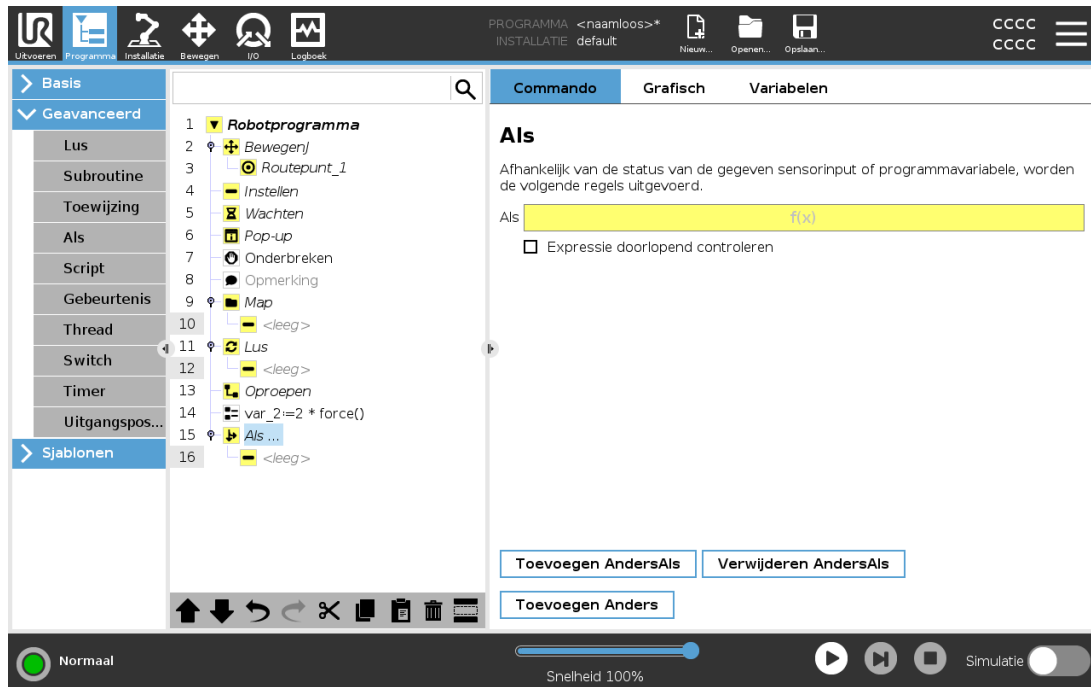 PROGRAMMA <naamloos>*
INSTALLATIE default
CCCC
CCCC
Uitvoeren Programma Installatie Bewegen I/O Logboek
Nieuw... Openen... Opslaan...
Basis
Geavanceerd
Lus
Subroutine
Toewijzing
Als
Script
Gebeurtenis
Thread
Switch
Timer
Uitgangspos...
Sjablonen
1 Robotprogramma
2 BewegenJ
3 Routepunt_1
4 Instellen
5 Wachten
6 Pop-up
7 Onderbreken
8 Opmerking
9 Map
10 <leeg>
11 Lus
12 <leeg>
13 Oproepen
14 var_2:=2 * force()
15 Als ...
16 <leeg>
Commando Grafisch Variabelen
Als
Afhankelijk van de status van de gegeven sensorinput of programmavariabele, worden
de volgende regels uitgevoerd.
Als f(x)
Expressie doorlopend controleren
Toevoegen AndersAls Verwijderen AndersAls
Toevoegen Anders
Normaal
Snelheid 100%
Simulatie